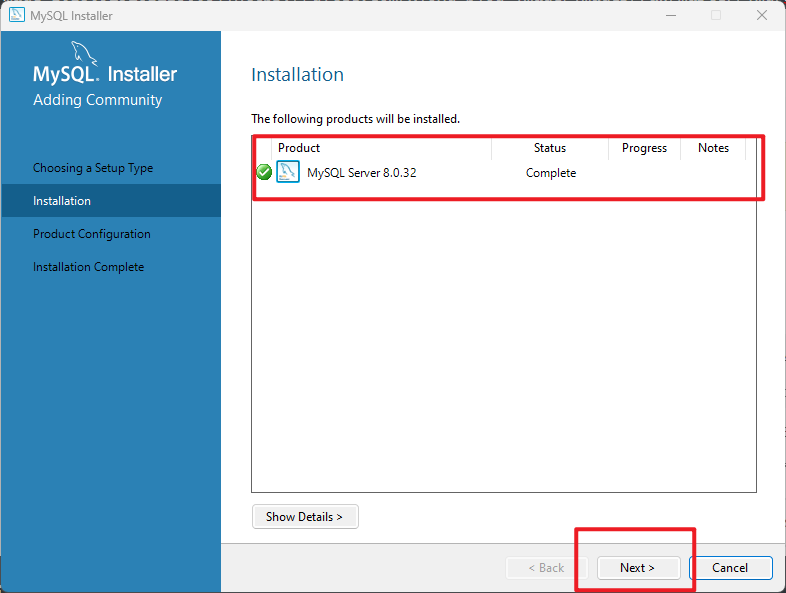 MySQL Installer
MySQL. Installer
Adding Community
Choosing a Setup Type
Installation
Product Configuration
Installation Complete
Installation
The following products will be installed.
Product Status Progress Notes
MySQL Server 8.0.32 Complete
Show Details >
< Back Next > Cancel